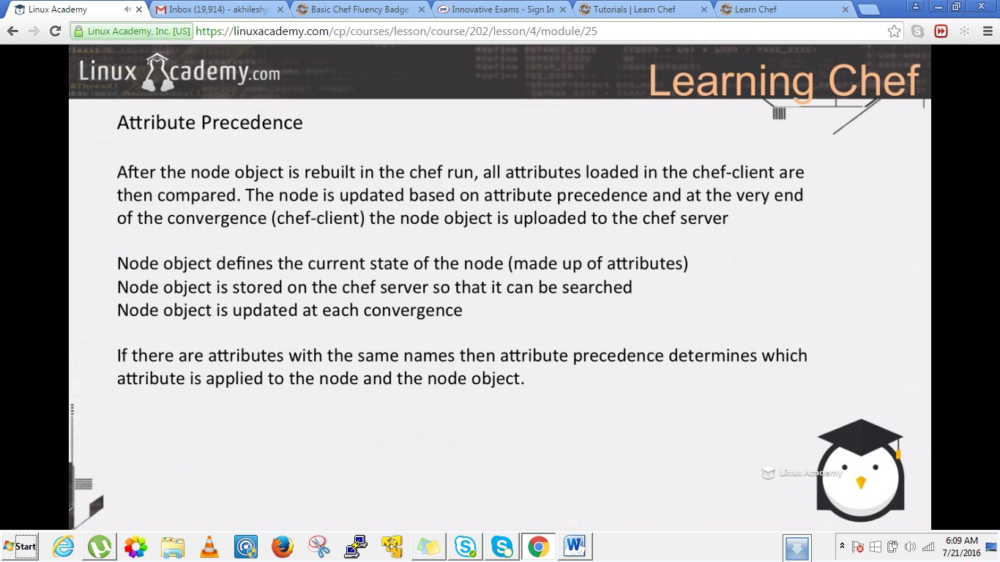 Linux Academy
Inbox (19,914) - akhileshjo
Basic Chef Fluency Badge
Innovative Exams - Sign In
Tutorials | Learn Chef
Learn Chef
Linux Academy, Inc. [US]
https://linuxacademy.com/cp/courses/lesson/course/202/lesson/4/module/25
Linux Academy.com
Learning Chef
Attribute Precedence
After the node object is rebuilt in the chef run, all attributes loaded in the chef-client are
then compared. The node is updated based on attribute precedence and at the very end
of the convergence (chef-client) the node object is uploaded to the chef server
Node object defines the current state of the node (made up of attributes)
Node object is stored on the chef server so that it can be searched
Node object is updated at each convergence
If there are attributes with the same names then attribute precedence determines which
attribute is applied to the node and the node object.
Linux Academy
Start
6:09 AM
7/21/2016